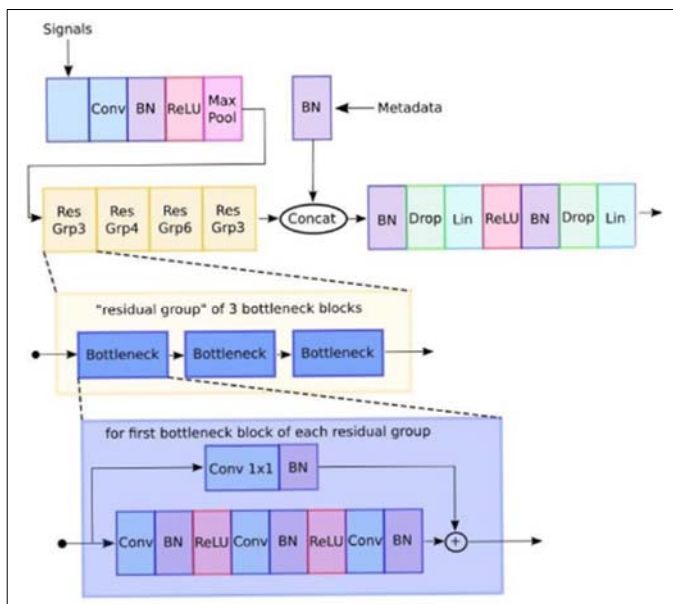 Signals
Conv BN ReLU Max Pool
BN
Metadata
Res Grp3 Res Grp4 Res Grp6 Res Grp3
Concat
BN Drop Lin ReLU BN Drop Lin
"residual group" of 3 bottleneck blocks
Bottleneck Bottleneck Bottleneck
for first bottleneck block of each residual group
Conv 1x1 BN
Conv BN ReLU Conv BN ReLU Conv BN
+